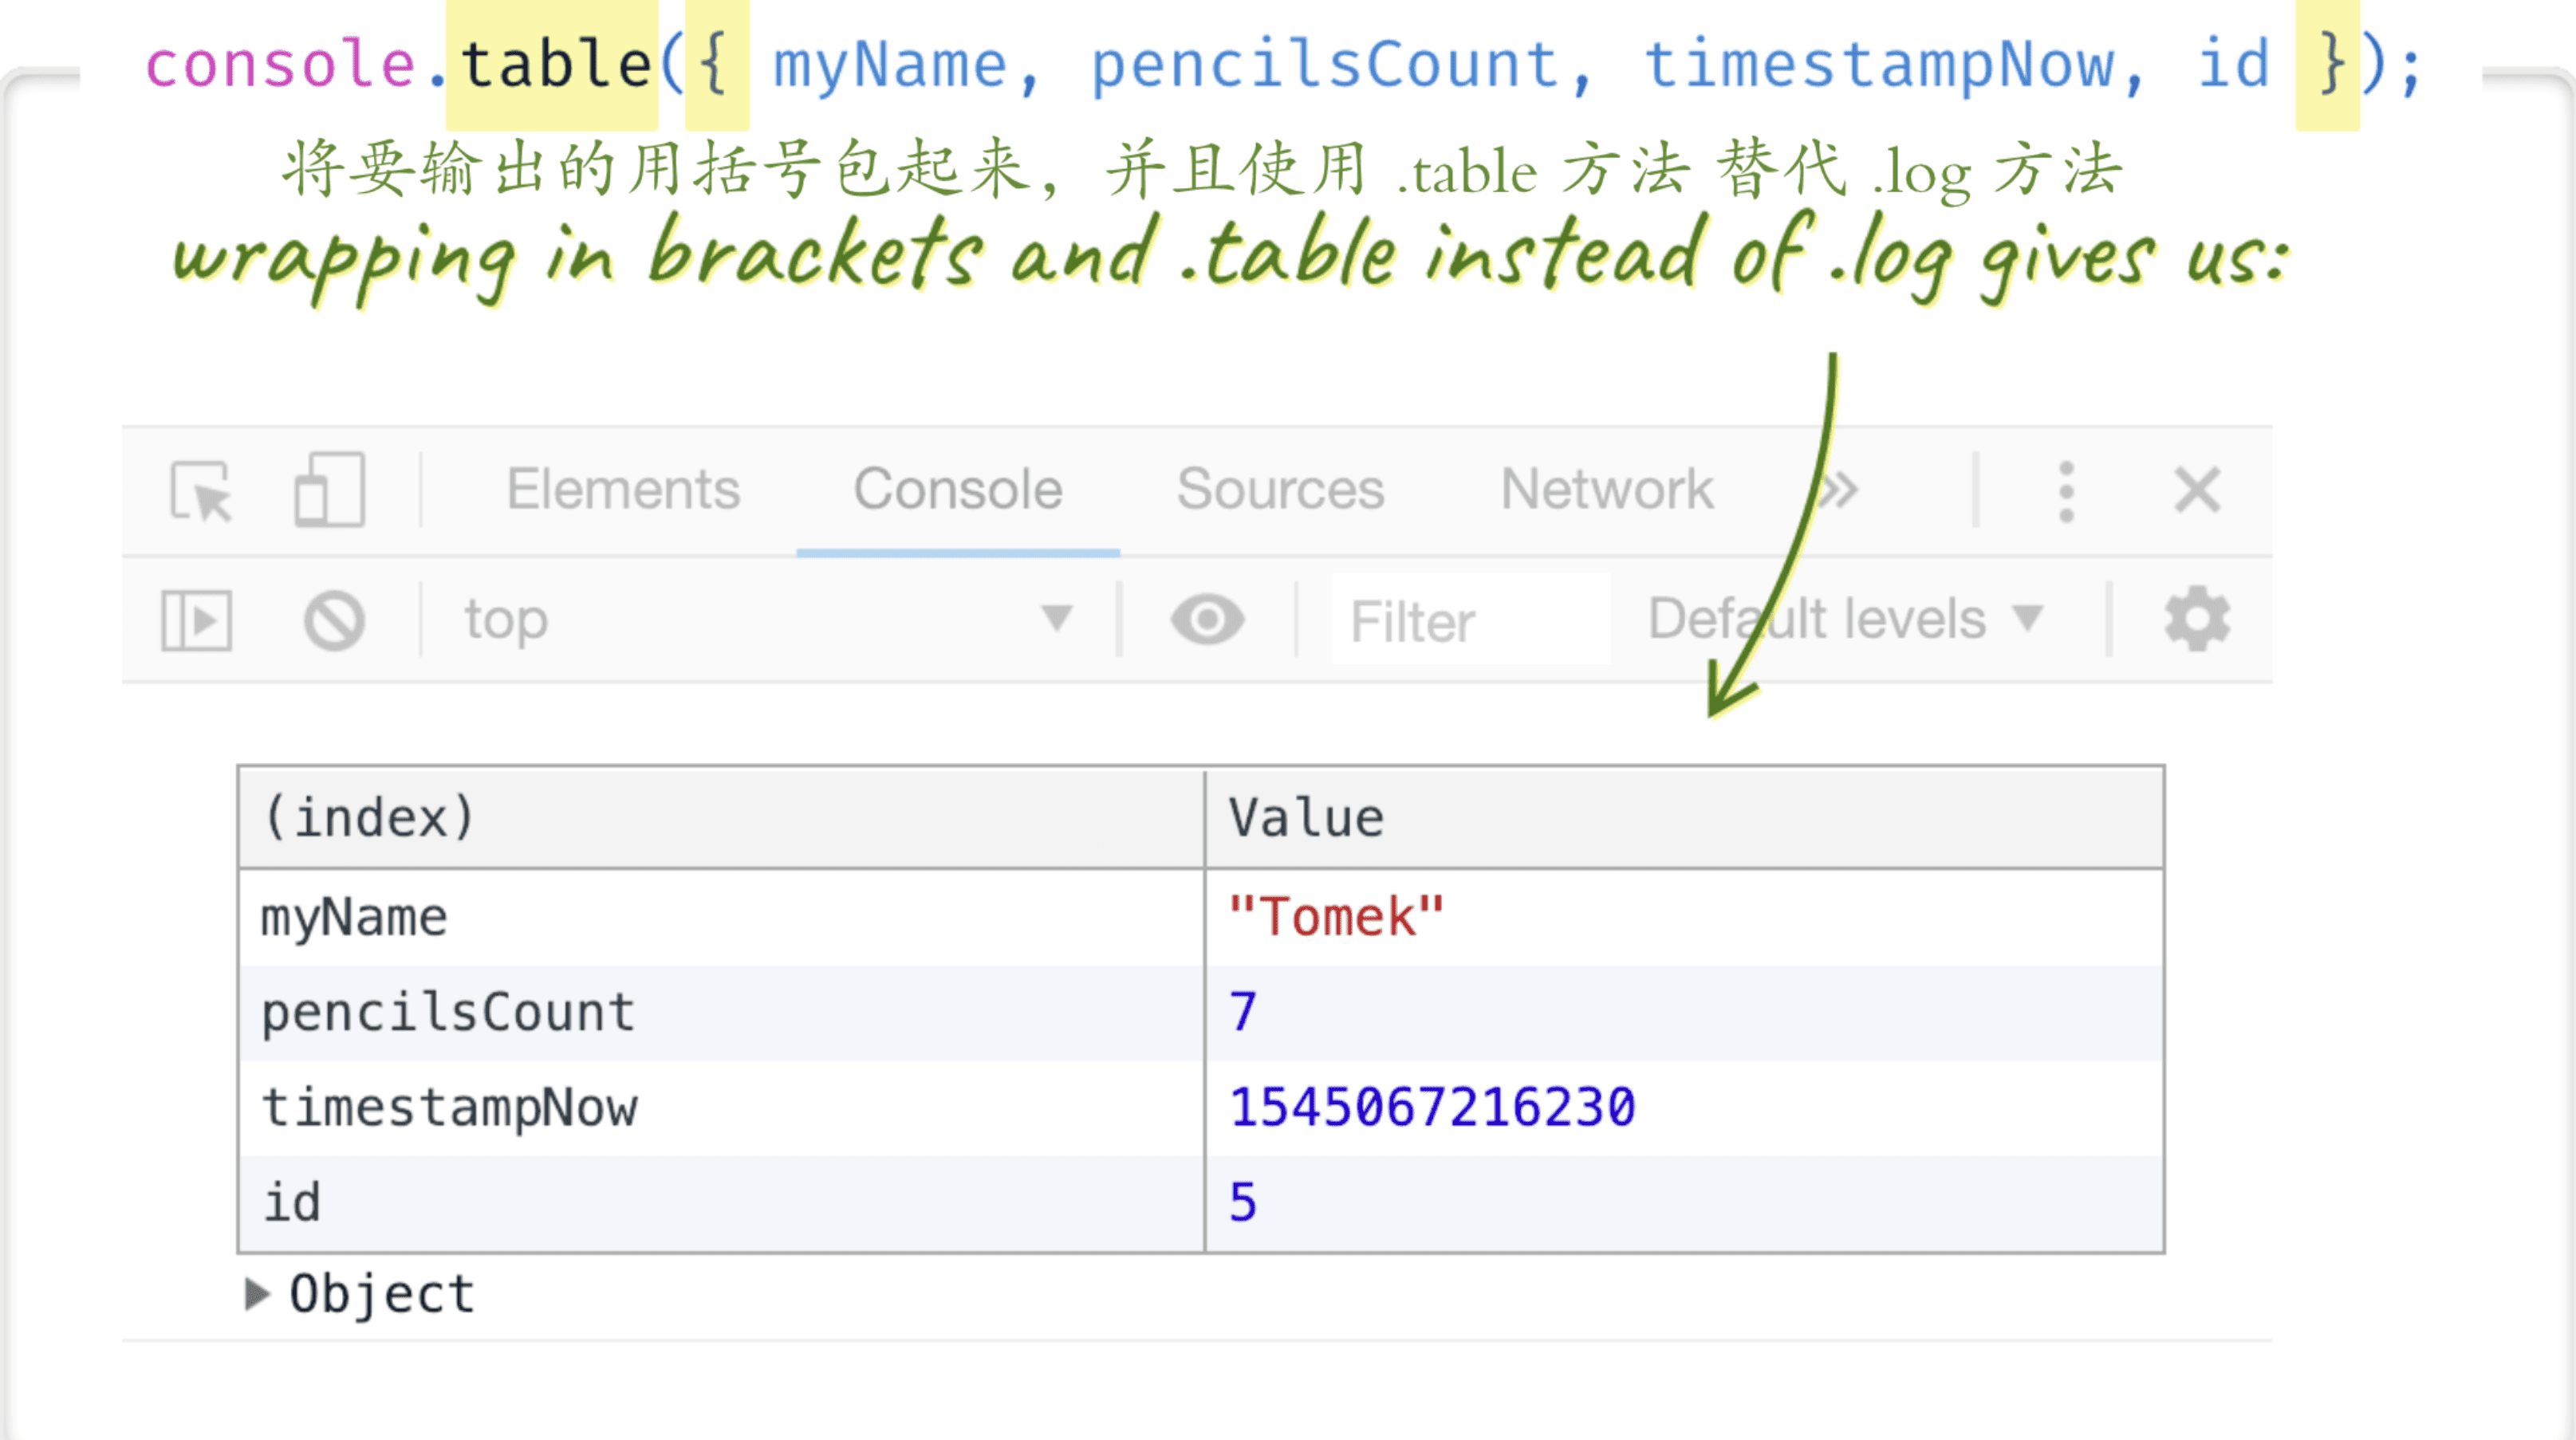 console.table({ myName, pencilsCount, timestampNow, id });
将要输出的用括号包起来，并且使用 .table 方法 替代 .log 方法
wrapping in brackets and .table instead of .log gives us:
Elements Console Sources Network »
top Filter Default levels
(index) Value
myName "Tomek"
pencilsCount 7
timestampNow 1545067216230
id 5
Object